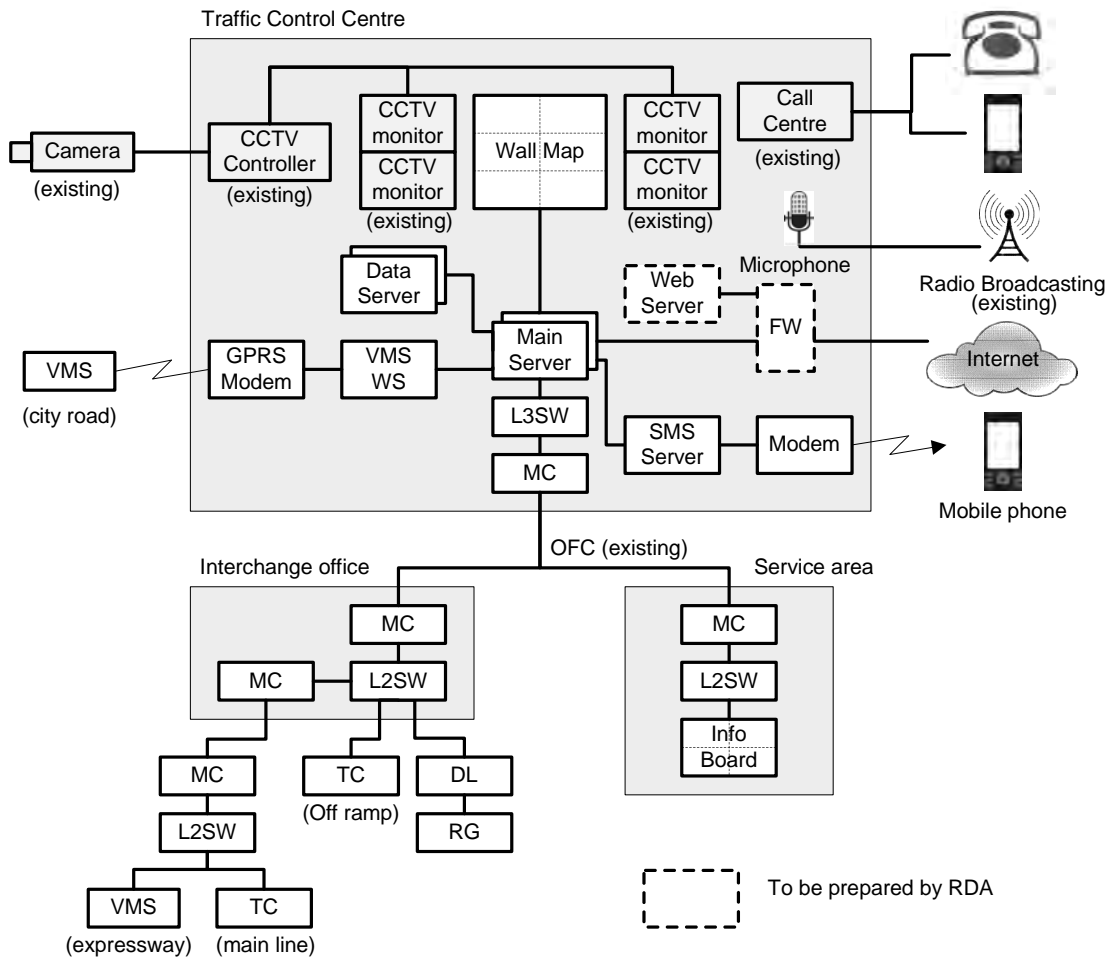 Traffic Control Centre
CCTV
monitor
CCTV
monitor
(existing)
Wall Map
CCTV
monitor
CCTV
monitor
(existing)
Call
Centre
(existing)
Camera
(existing)
CCTV
Controller
(existing)
Microphone
Radio Broadcasting
(existing)
Data
Server
Web
Server
FW
Internet
Main
Server
VMS
(city road)
GPRS
Modem
VMS
WS
L3SW
MC
SMS
Server
Modem
Mobile phone
OFC (existing)
Interchange office
Service area
MC
MC
L2SW
MC
L2SW
Info
Board
MC
L2SW
TC
(Off ramp)
DL
RG
VMS
(expressway)
TC
(main line)
To be prepared by RDA